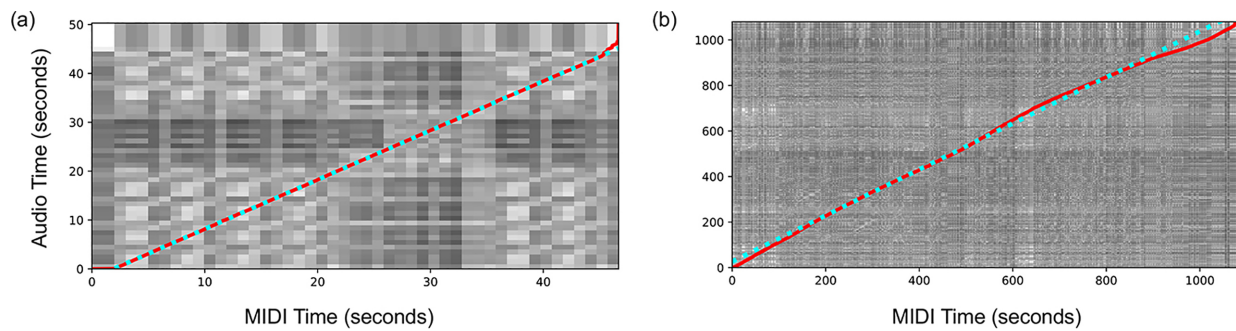 (a)
50
40
30
20
10
0
Audio Time (seconds)
0 10 20 30 40
MIDI Time (seconds)
(b)
1000
800
600
400
200
0
0 200 400 600 800 1000
MIDI Time (seconds)